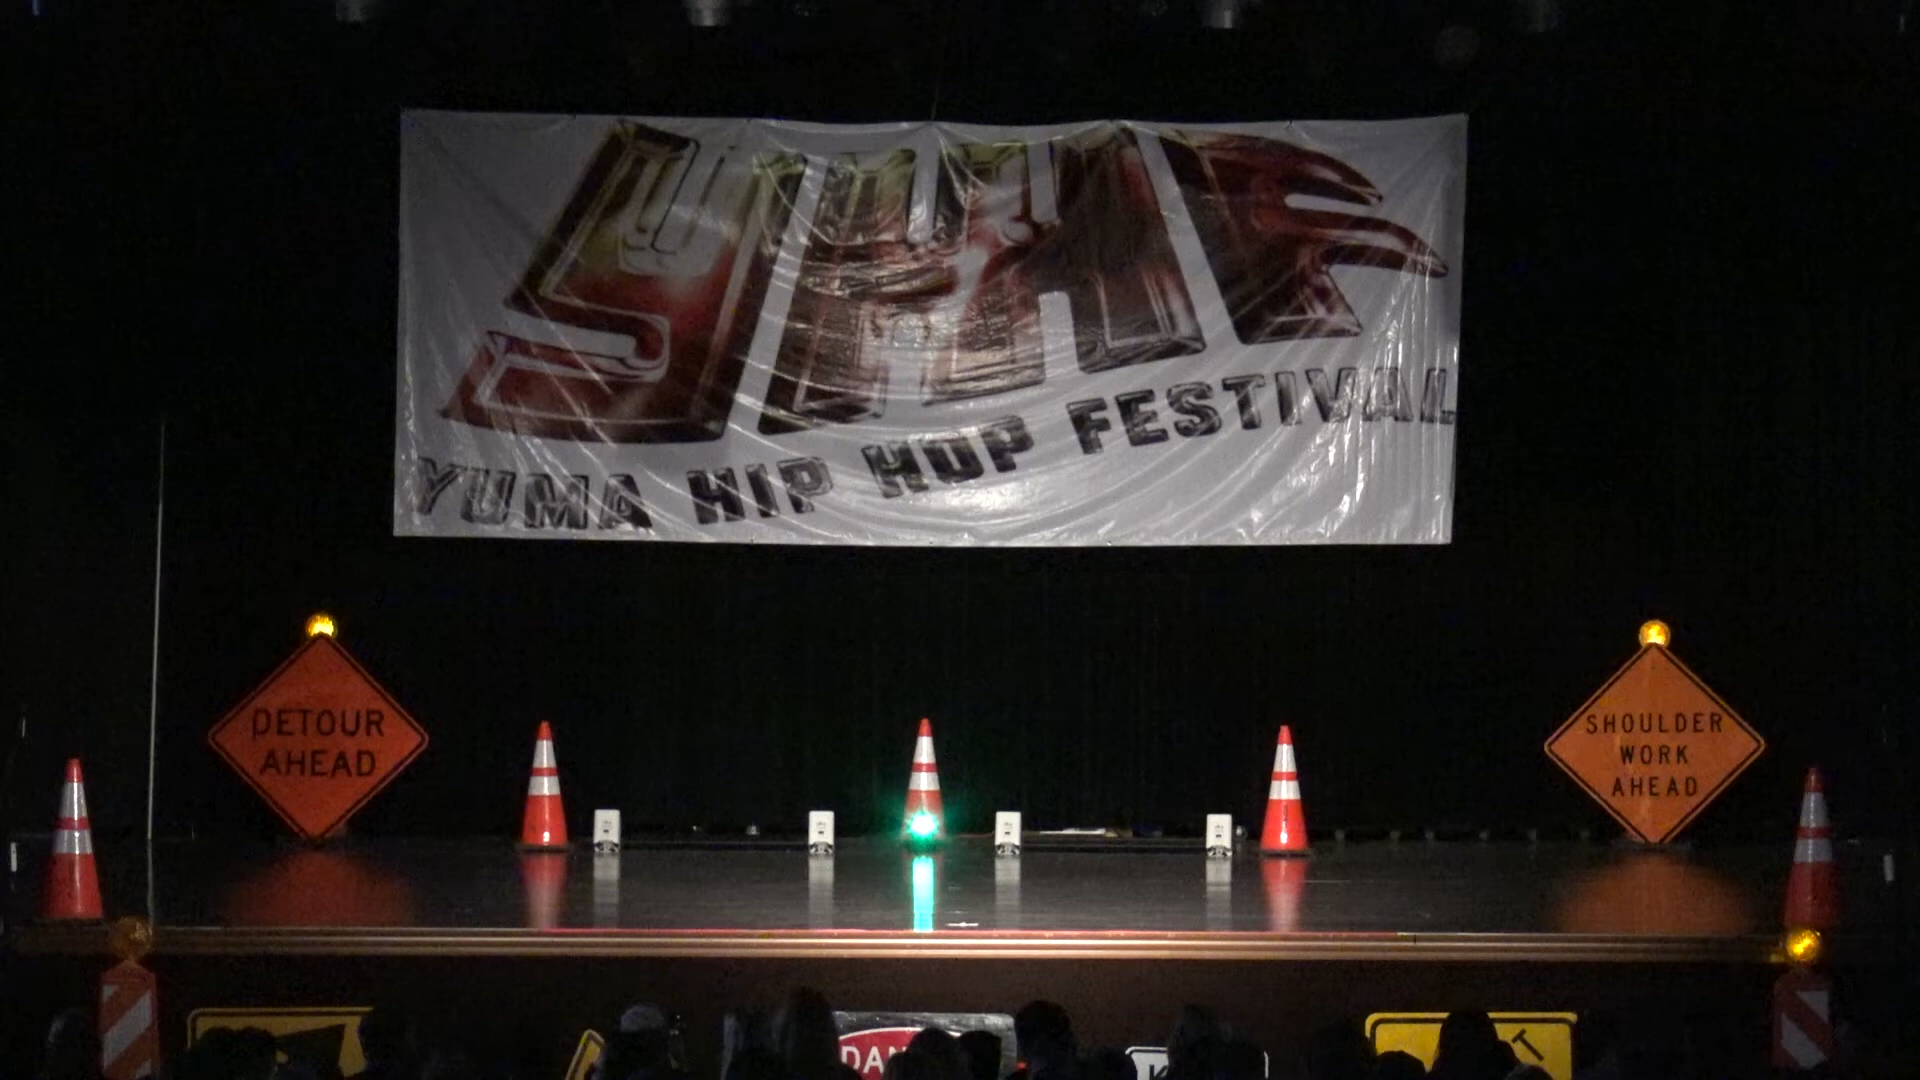 YHHF
YUMA HIP HOP FESTIVAL
DETOUR
AHEAD
SHOULDER
WORK
AHEAD